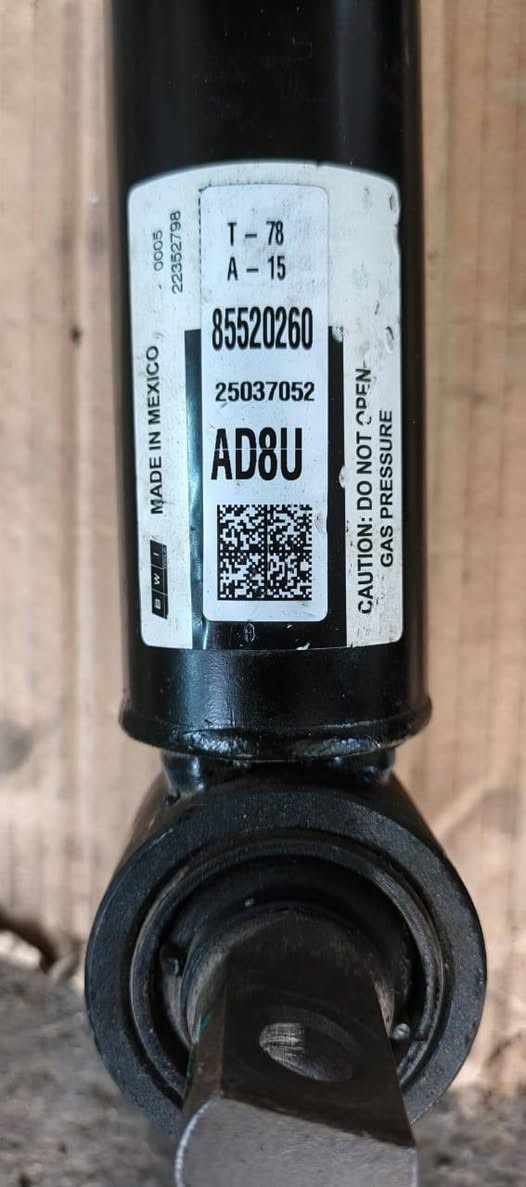 T - 78
A - 15
85520260
25037052
AD8U
0005
22352798
MADE IN MEXICO
BWI
CAUTION: DO NOT OPEN-
GAS PRESSURE